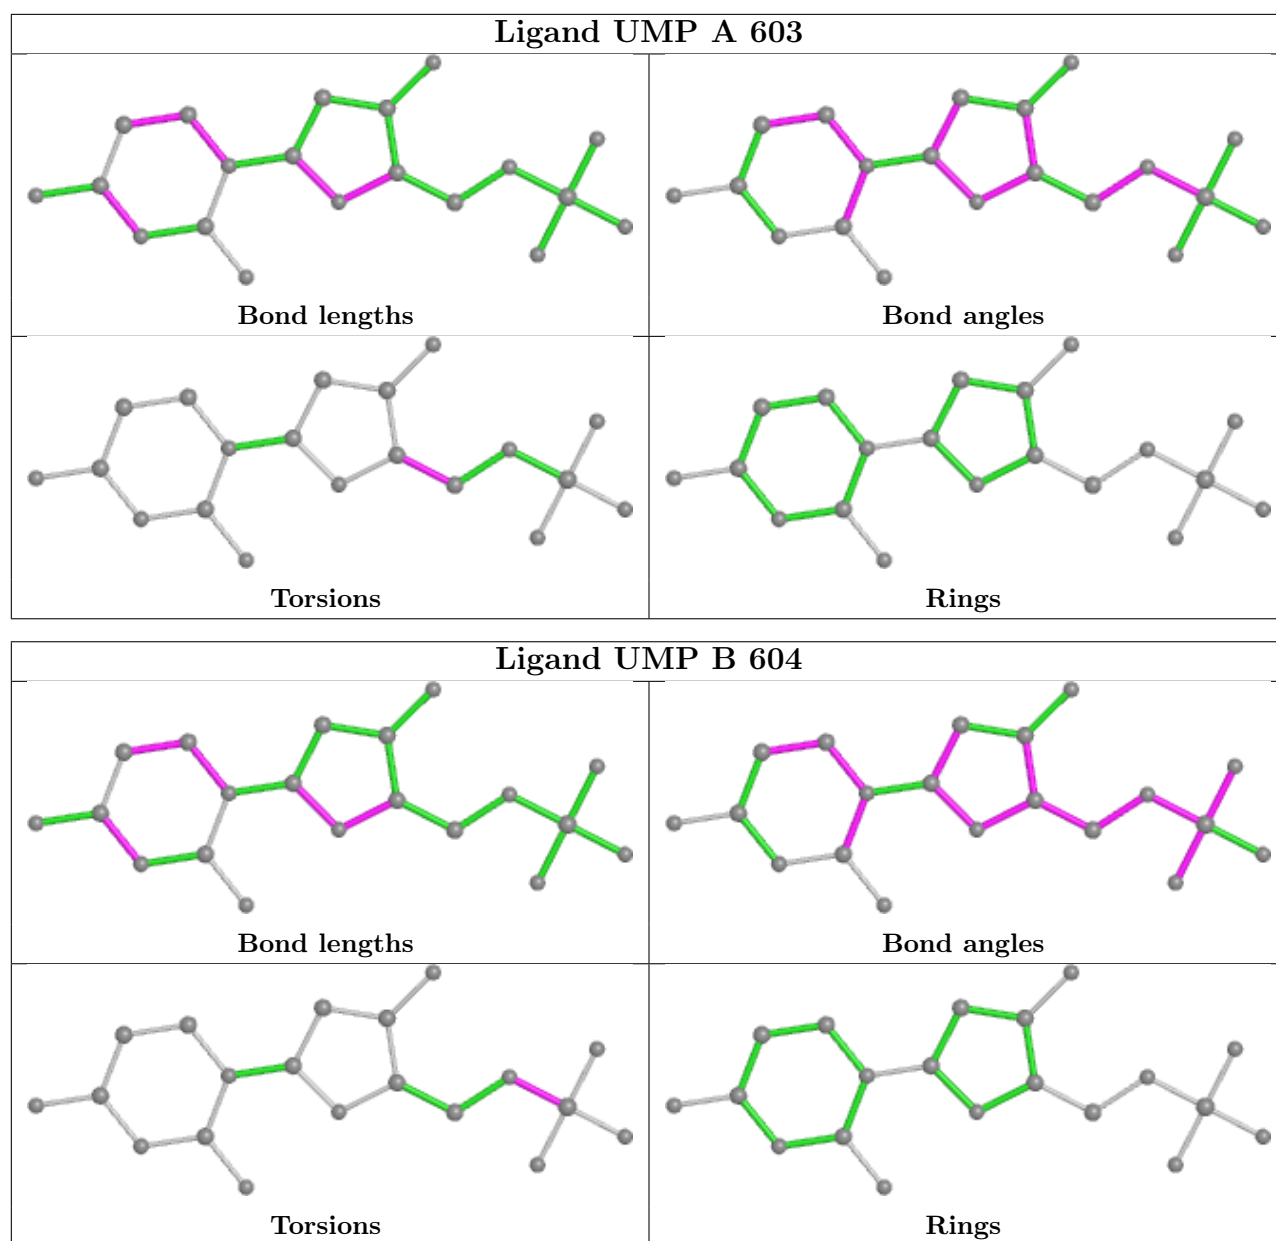 Ligand UMP A 603
Bond lengths
Bond angles
Torsions
Rings
Ligand UMP B 604
Bond lengths
Bond angles
Torsions
Rings